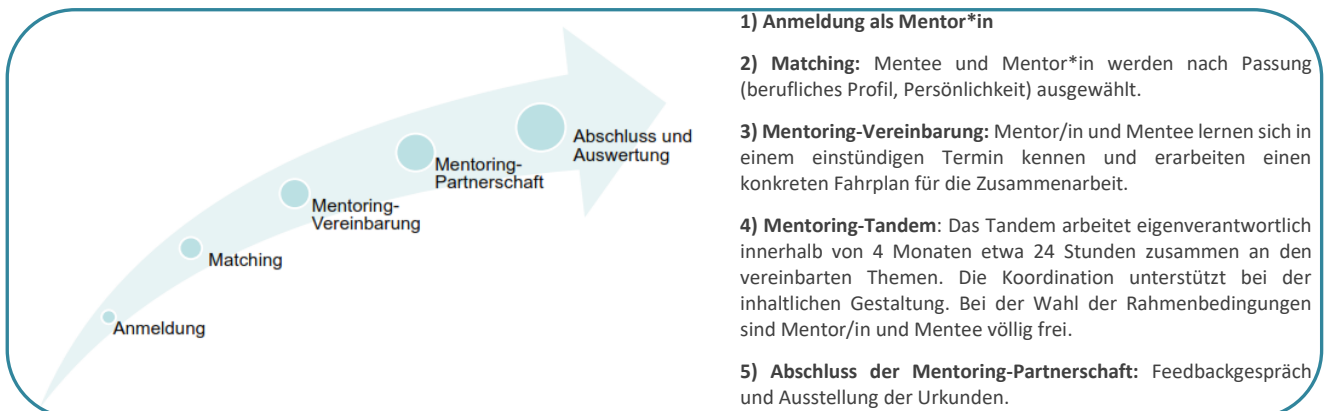 Anmeldung
Matching
Mentoring-
Vereinbarung
Mentoring-
Partnerschaft
Abschluss und
Auswertung
1) Anmeldung als Mentor*in
2) Matching: Mentee und Mentor*in werden nach Passung
(berufliches Profil, Persönlichkeit) ausgewählt.
3) Mentoring-Vereinbarung: Mentor/in und Mentee lernen sich in
einem einstündigen Termin kennen und erarbeiten einen
konkreten Fahrplan für die Zusammenarbeit.
4) Mentoring-Tandem: Das Tandem arbeitet eigenverantwortlich
innerhalb von 4 Monaten etwa 24 Stunden zusammen an den
vereinbarten Themen. Die Koordination unterstützt bei der
inhaltlichen Gestaltung. Bei der Wahl der Rahmenbedingungen
sind Mentor/in und Mentee völlig frei.
5) Abschluss der Mentoring-Partnerschaft: Feedbackgespräch
und Ausstellung der Urkunden.